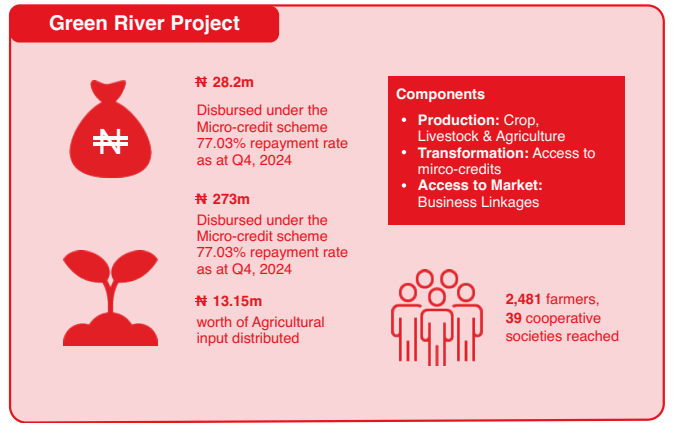 Green River Project
₦
₦ 28.2m
Disbursed under the
Micro-credit scheme
77.03% repayment rate
as at Q4, 2024
₦ 273m
Disbursed under the
Micro-credit scheme
77.03% repayment rate
as at Q4, 2024
₦ 13.15m
worth of Agricultural
input distributed
Components
• Production: Crop,
Livestock & Agriculture
• Transformation: Access to
mirco-credits
• Access to Market:
Business Linkages
2,481 farmers,
39 cooperative
societies reached